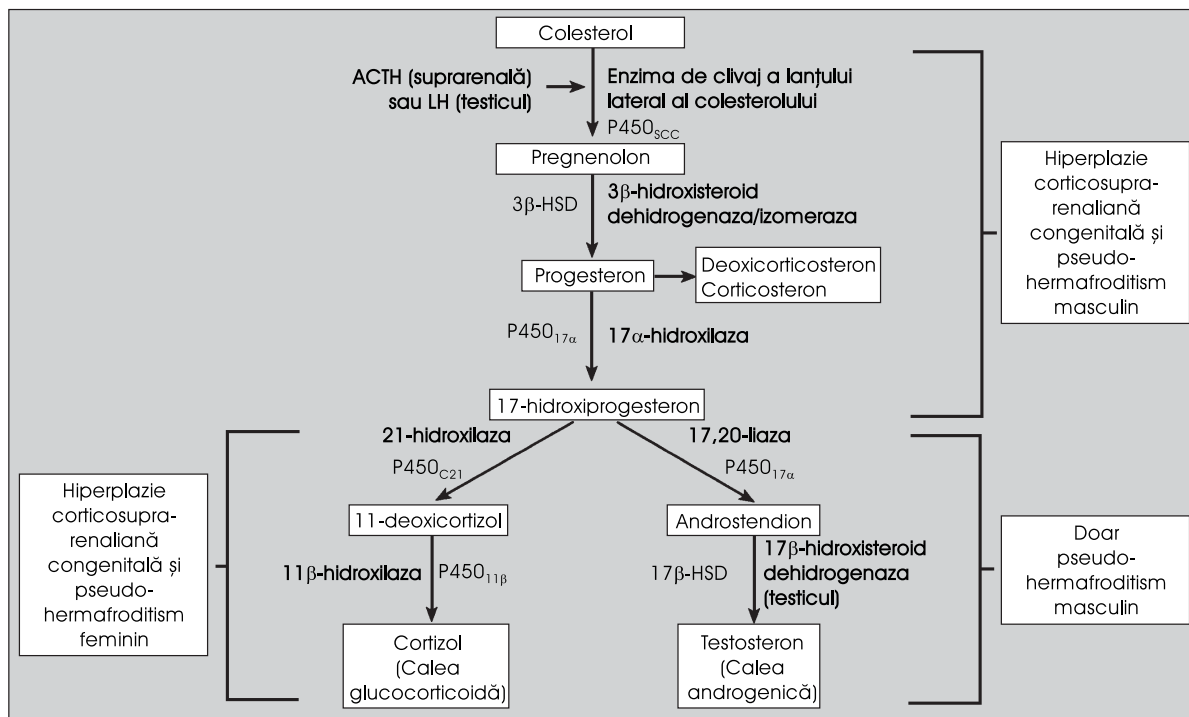 Colesterol
ACTH (suprarenală)
sau LH (testicul)
Enzima de clivaj a lanțului
lateral al colesterolului
P450SCC
Pregnenolon
3β-HSD
3β-hidroxisteroid
dehidrogenaza/izomeraza
Progesteron
Deoxicorticosteron
Corticosteron
P45017α
17α-hidroxilaza
17-hidroxiprogesteron
Hiperplazie
corticosupra-
renaliană
congenitală și
pseudo-
hermafroditism
masculin
21-hidroxilaza
P450C21
17,20-liaza
P45017α
11-deoxicortizol
Androstendion
11β-hidroxilaza
P45011β
17β-HSD
17β-hidroxisteroid
dehidrogenaza
(testicul)
Cortizol
(Calea
glucocorticoidă)
Testosteron
(Calea
androgenică)
Hiperplazie
corticosupra-
renaliană
congenitală și
pseudo-
hermafroditism
feminin
Doar
pseudo-
hermafroditism
masculin